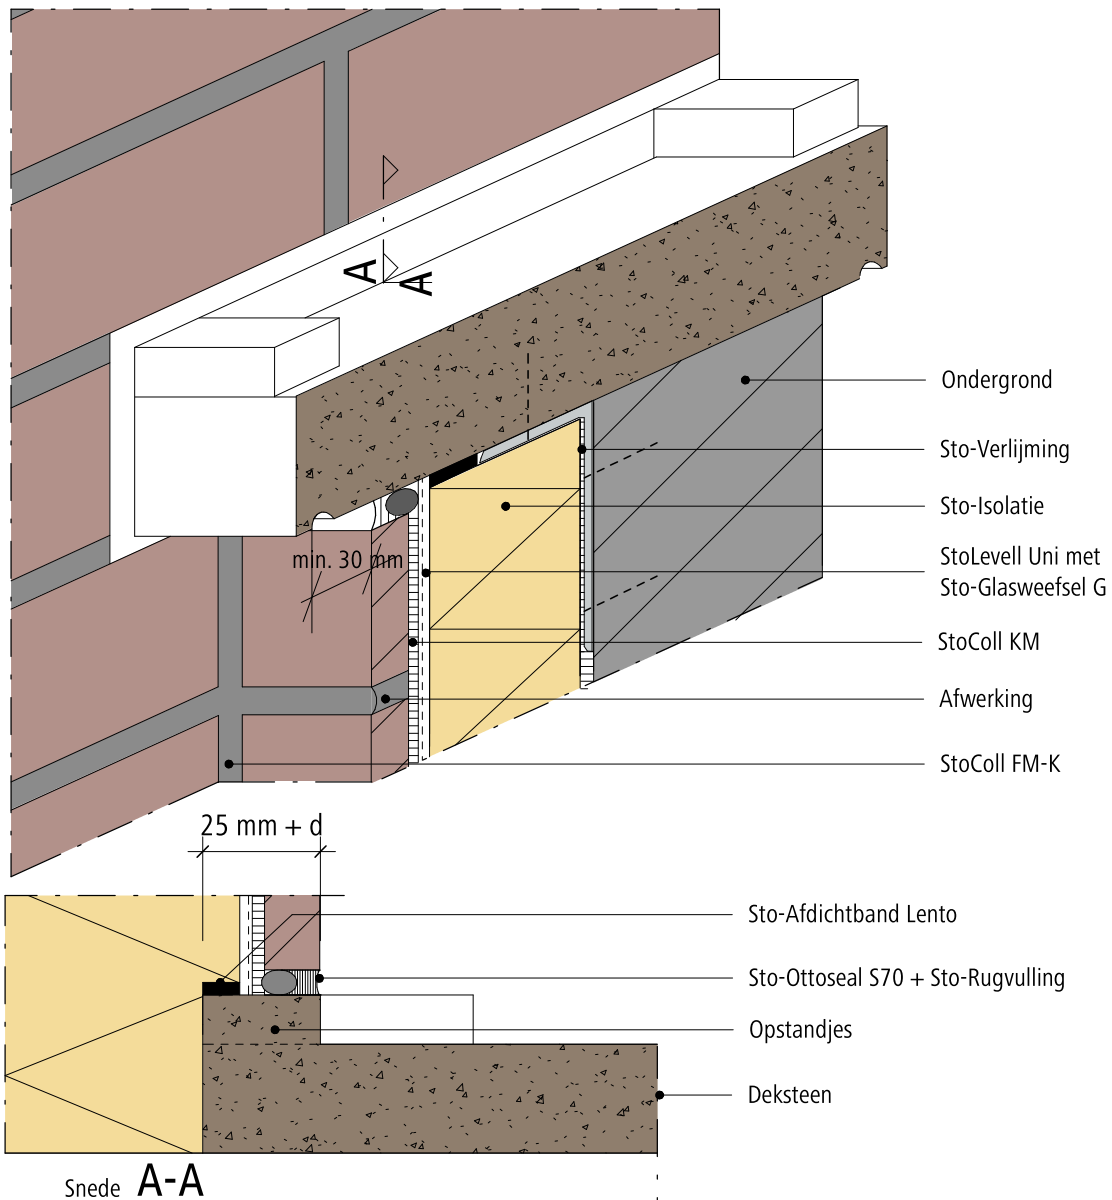 A
A
Ondergrond
Sto-Verlijming
Sto-Isolatie
min. 30 mm
StoLevell Uni met
Sto-Glasweefsel G
StoColl KM
Afwerking
StoColl FM-K
25 mm + d
Sto-Afdichtband Lento
Sto-Ottoseal S70 + Sto-Rugvulling
Opstandjes
Deksteen
Snede A-A